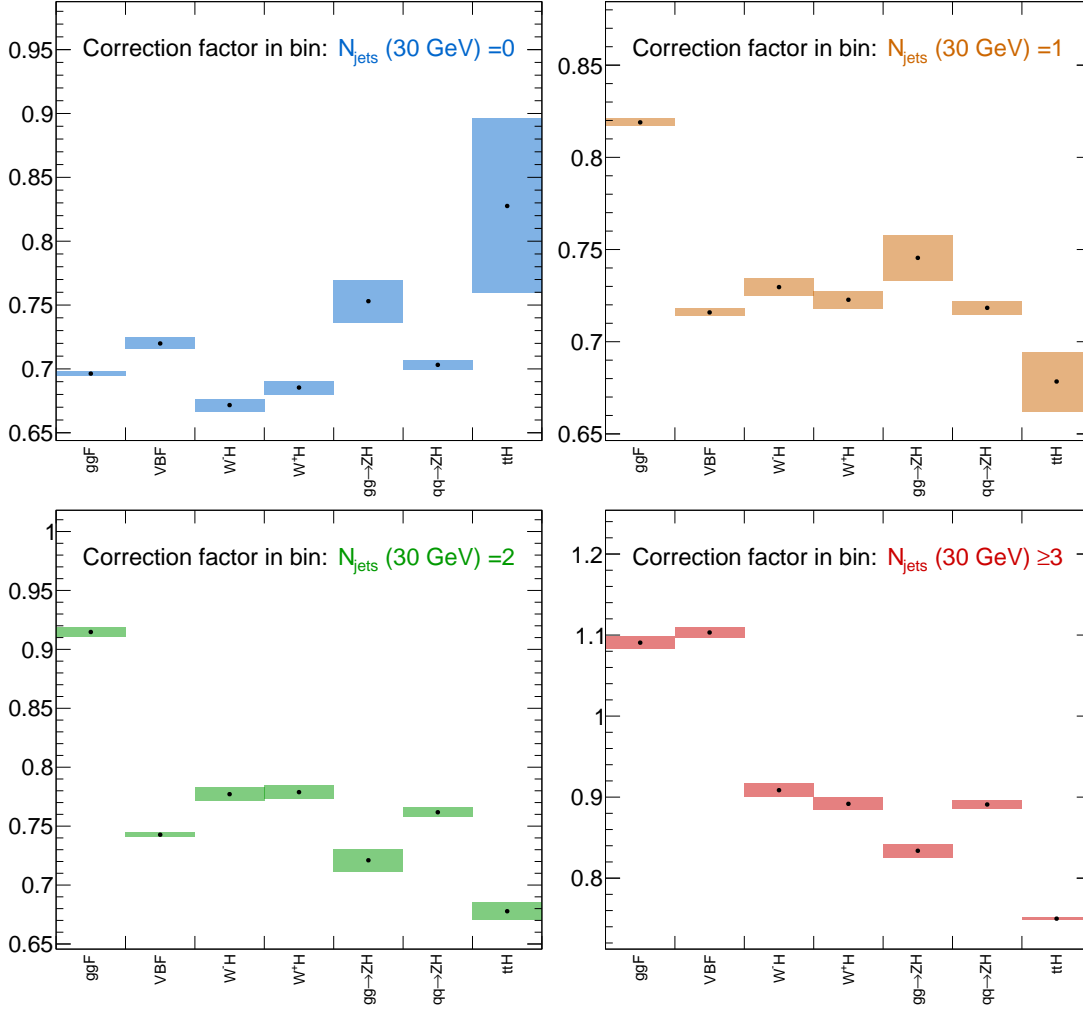 Correction factor in bin: N_jets (30 GeV) =0
0.95
0.9
0.85
0.8
0.75
0.7
0.65
ggF
VBF
W⁻H
W⁺H
gg→ZH
qq→ZH
ttH
Correction factor in bin: N_jets (30 GeV) =1
0.85
0.8
0.75
0.7
0.65
ggF
VBF
W⁻H
W⁺H
gg→ZH
qq→ZH
ttH
Correction factor in bin: N_jets (30 GeV) =2
1
0.95
0.9
0.85
0.8
0.75
0.7
0.65
ggF
VBF
W⁻H
W⁺H
gg→ZH
qq→ZH
ttH
Correction factor in bin: N_jets (30 GeV) ≥3
1.2
1.1
1
0.9
0.8
ggF
VBF
W⁻H
W⁺H
gg→ZH
qq→ZH
ttH